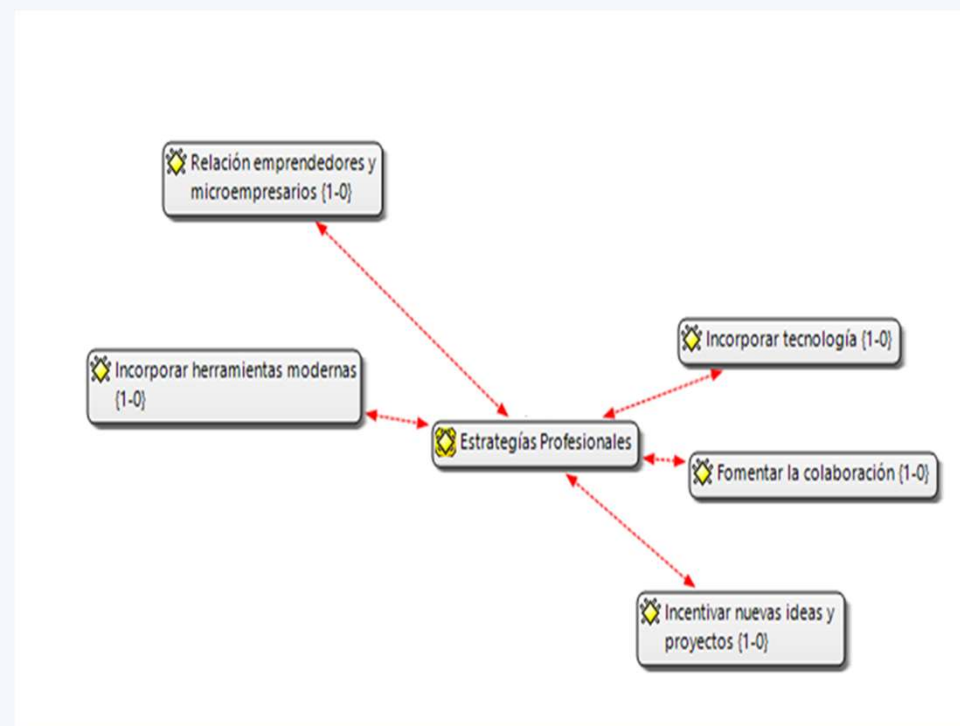 Relación emprendedores y
microempresarios {1-0}
Incorporar tecnología {1-0}
Incorporar herramientas modernas
{1-0}
Estrategías Profesionales
Fomentar la colaboración {1-0}
Incentivar nuevas ideas y
proyectos {1-0}